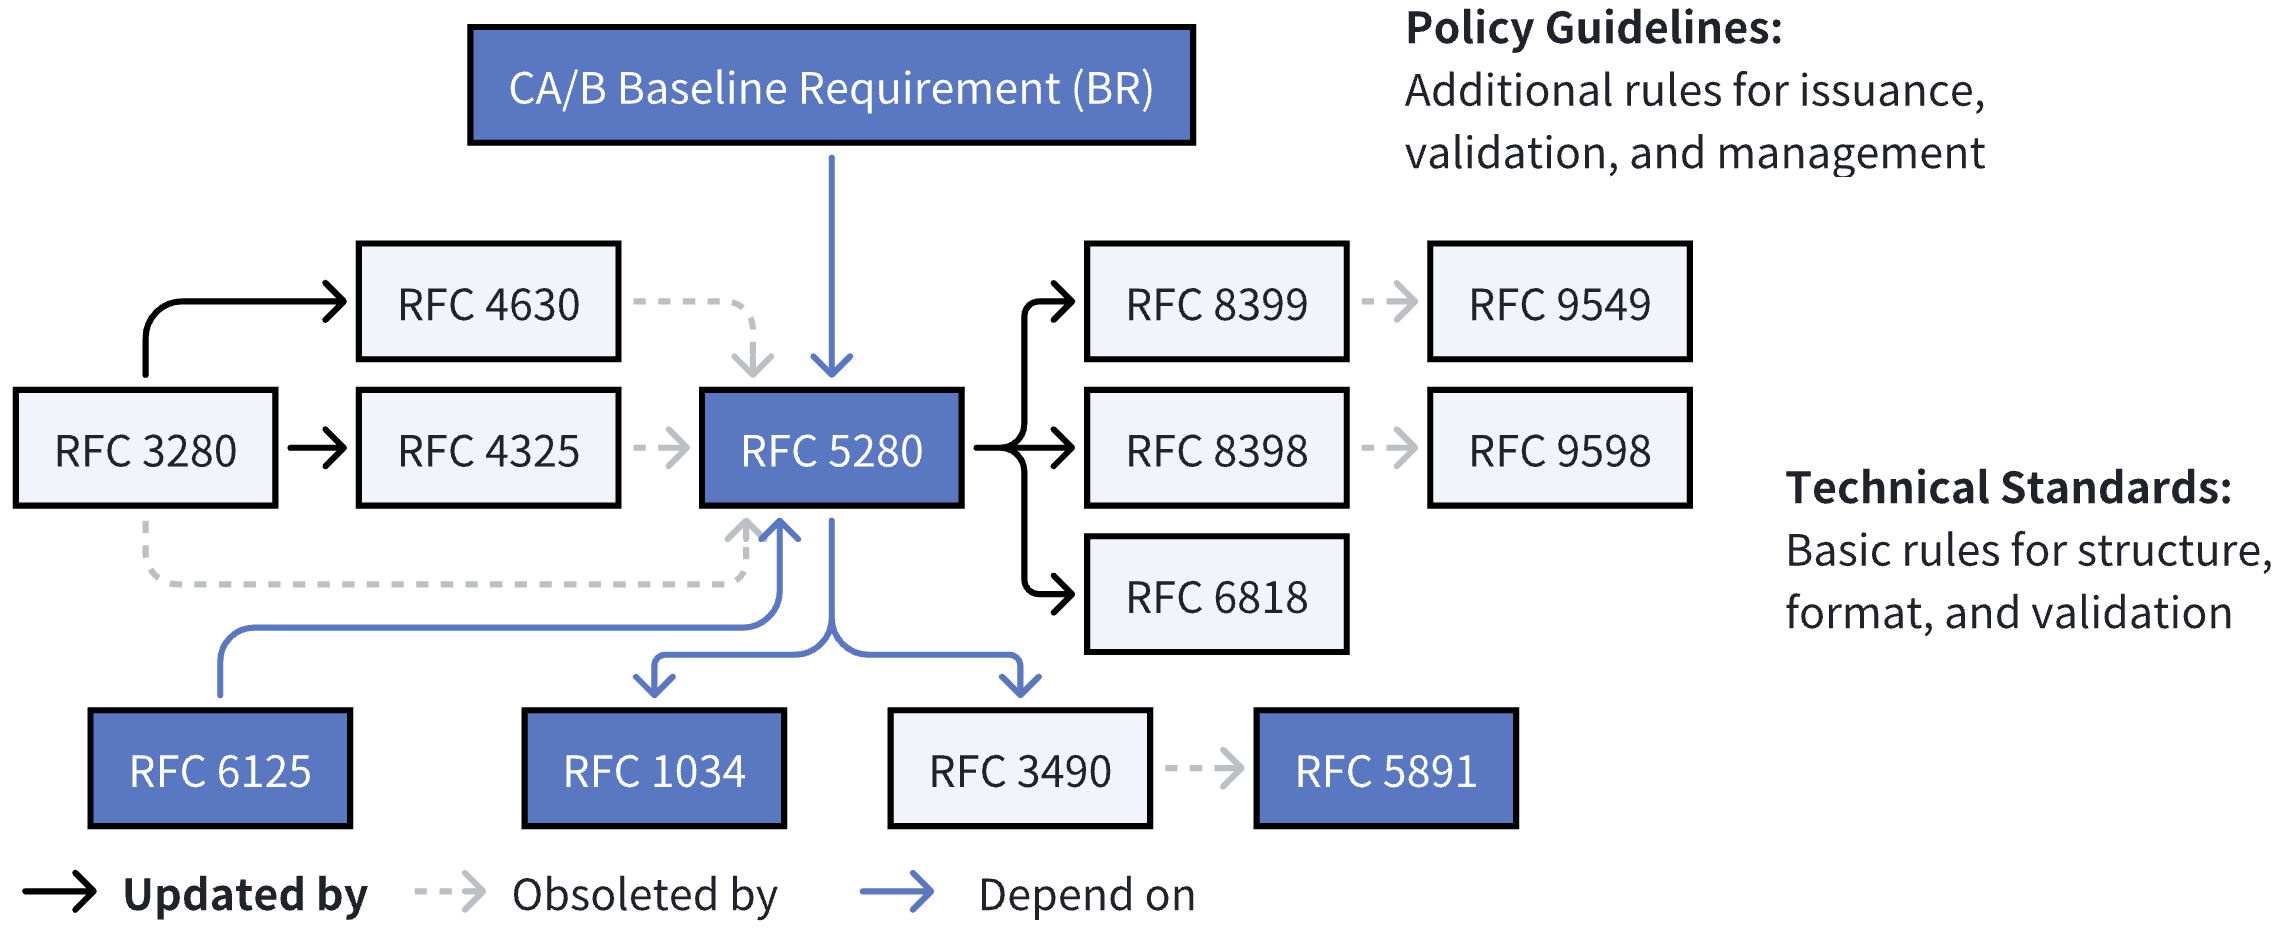 CA/B Baseline Requirement (BR)
Policy Guidelines:
Additional rules for issuance,
validation, and management
RFC 4630
RFC 8399
RFC 9549
RFC 3280
RFC 4325
RFC 5280
RFC 8398
RFC 9598
Technical Standards:
Basic rules for structure,
format, and validation
RFC 6818
RFC 6125
RFC 1034
RFC 3490
RFC 5891
Updated by
Obsoleted by
Depend on